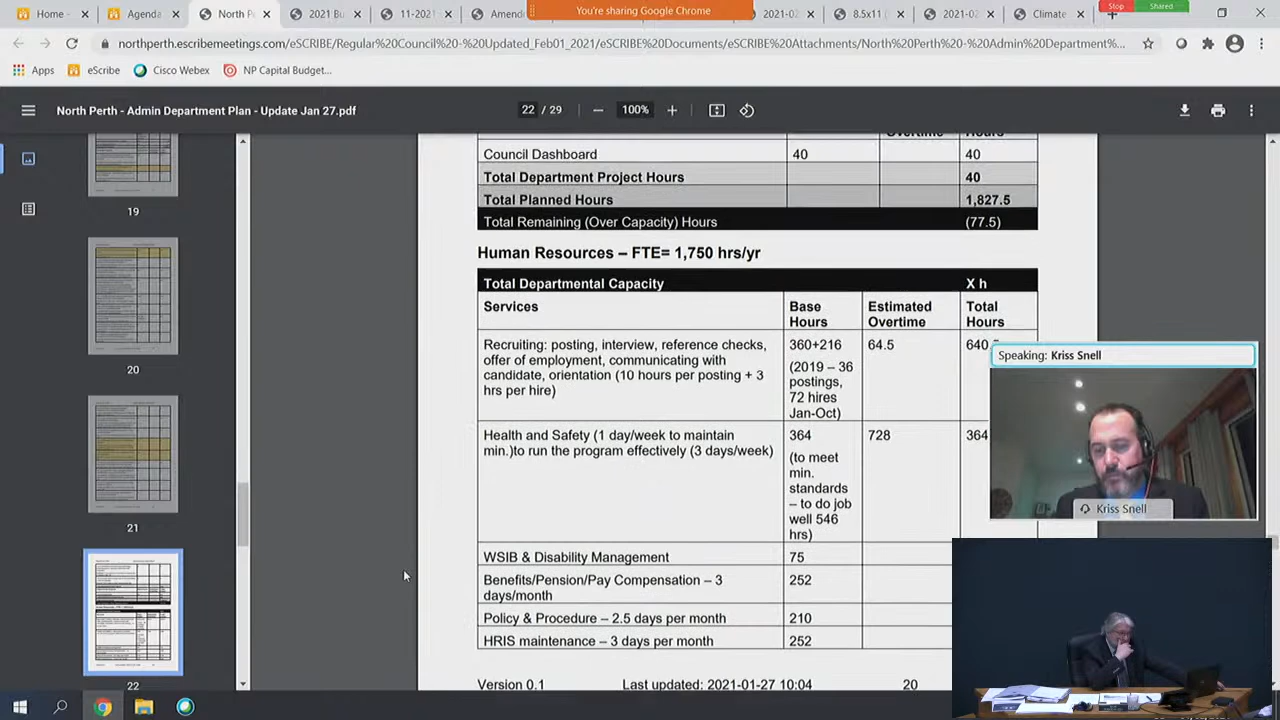 Home -
Agenda
North P
2021 Bu
11-2021
Amend
You're sharing Google Chrome
2021-02
8.5x11
2021-02
Climate
Stop
Shared
northperth.escribemeetings.com/eSCRIBE/Regular%20Council%20-%20Updated_Feb01_2021/eSCRIBE%20Documents/eSCRIBE%20Attachments/North%20Perth%20-%20Admin%20Department%...
Apps
eScribe
Cisco Webex
NP Capital Budget...
North Perth - Admin Department Plan - Update Jan 27.pdf
22 / 29
100%
19
20
21
22
Overtime Hours
Council Dashboard 40 40
Total Department Project Hours 40
Total Planned Hours 1,827.5
Total Remaining (Over Capacity) Hours (77.5)
Human Resources – FTE= 1,750 hrs/yr
Total Departmental Capacity X h
Services Base Estimated Total
Hours Overtime Hours
Recruiting: posting, interview, reference checks, 360+216 64.5 640.
offer of employment, communicating with (2019 – 36
candidate, orientation (10 hours per posting + 3 postings,
hrs per hire) 72 hires
Jan-Oct)
Health and Safety (1 day/week to maintain 364 728 364
min.)to run the program effectively (3 days/week) (to meet
min.
standards
– to do job
well 546
hrs)
WSIB & Disability Management 75
Benefits/Pension/Pay Compensation – 3 252
days/month
Policy & Procedure – 2.5 days per month 210
HRIS maintenance – 3 days per month 252
Version 0.1 Last updated: 2021-01-27 10:04 20
Speaking: Kriss Snell
Kriss Snell